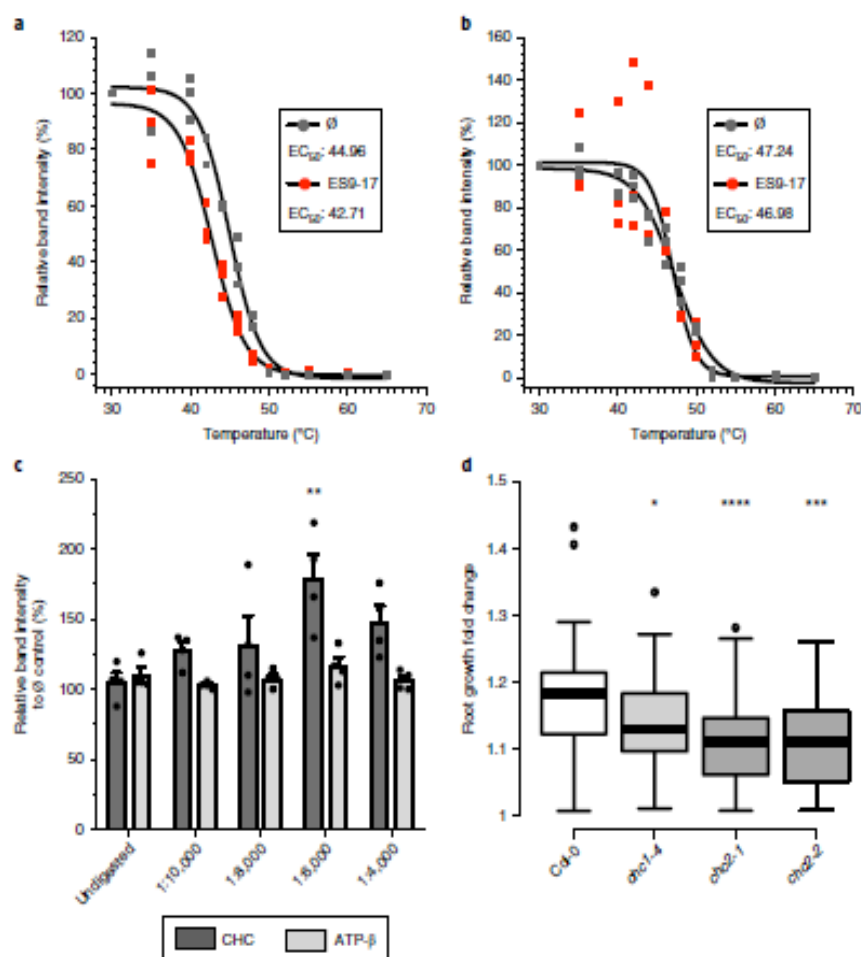 a
120
100
80
60
40
20
0
Relative band intensity (%)
Ø
EC50: 44.96
ES9-17
EC50: 42.71
30 40 50 60 70
Temperature (°C)
b
160
140
120
100
80
60
40
20
0
Relative band intensity (%)
Ø
EC50: 47.24
ES9-17
EC50: 46.98
30 40 50 60 70
Temperature (°C)
c
250
200
150
100
50
0
Relative band intensity
to Ø control (%)
**
Undigested 1:10,000 1:8,000 1:6,000 1:4,000
CHC ATP-β
d
1.5
1.4
1.3
1.2
1.1
1
Root growth fold change
* **** ***
Col-0 chc1-4 chc2-1 chc2-2